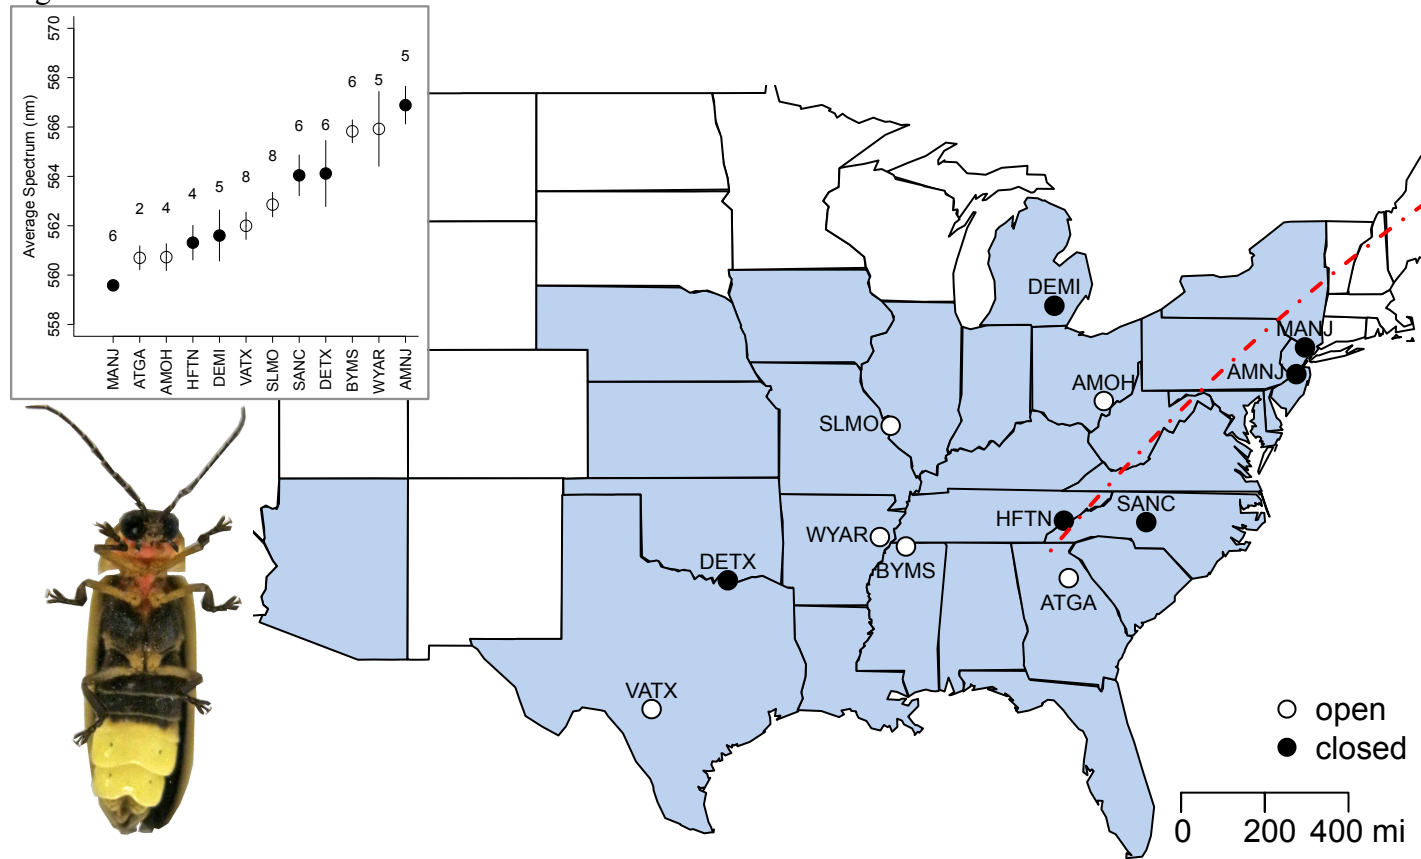 570
568
566
564
562
560
558
Average Spectrum (nm)
6
2
4
4
5
8
8
6
6
6
5
5
MANJ
ATGA
AMOH
HFTN
DEMI
VATX
SLMO
SANC
DETX
BYMS
WYAR
AMNJ
DEMI
MANJ
AMNJ
AMOH
SLMO
HFTN
SANC
WYAR
BYMS
DETX
ATGA
VATX
open
closed
0 200 400 mi